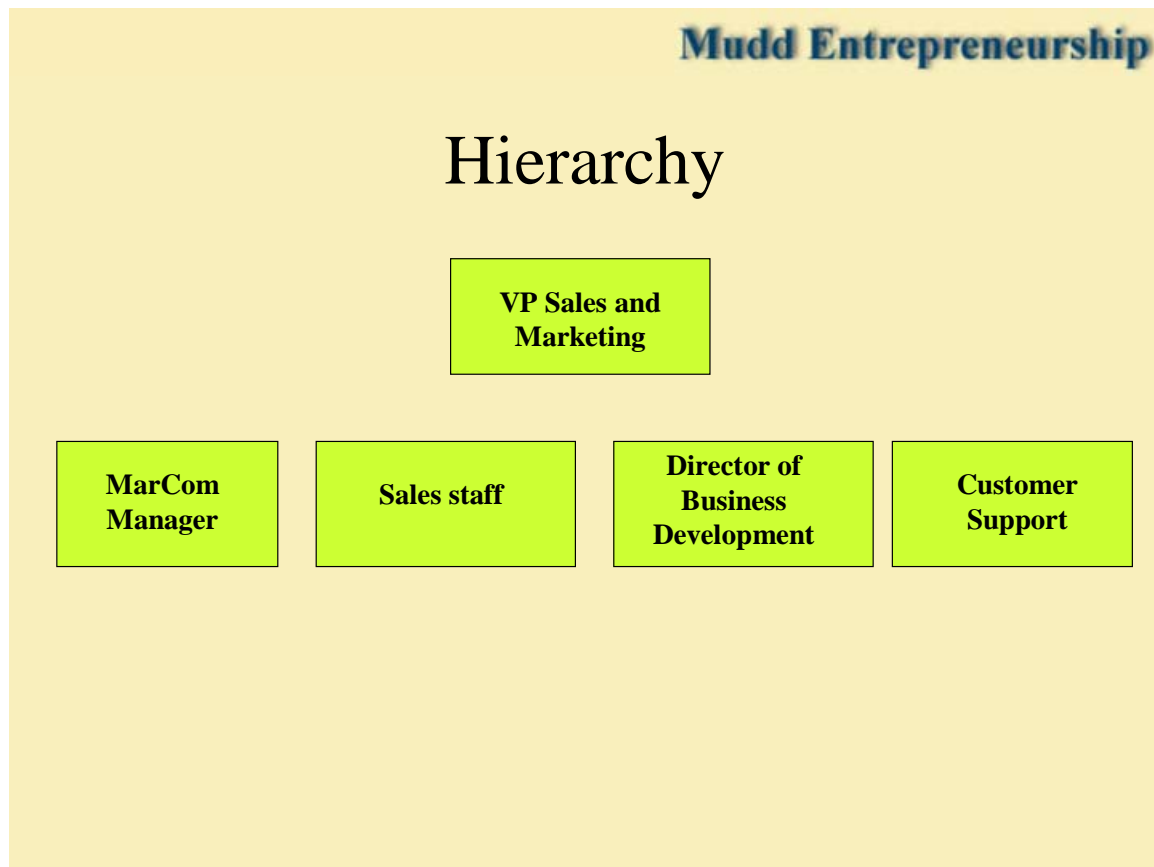 Mudd Entrepreneurship
Hierarchy
VP Sales and
Marketing
MarCom
Manager
Sales staff
Director of
Business
Development
Customer
Support